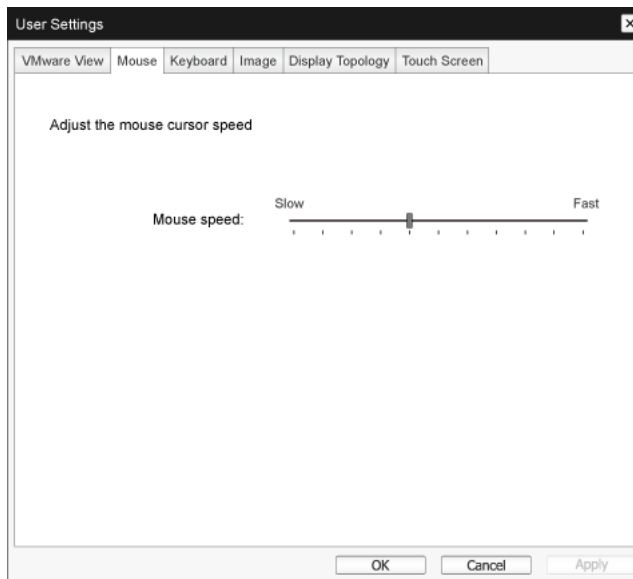 User Settings
VMware View Mouse Keyboard Image Display Topology Touch Screen
Adjust the mouse cursor speed
Slow Fast
Mouse speed:
OK Cancel Apply